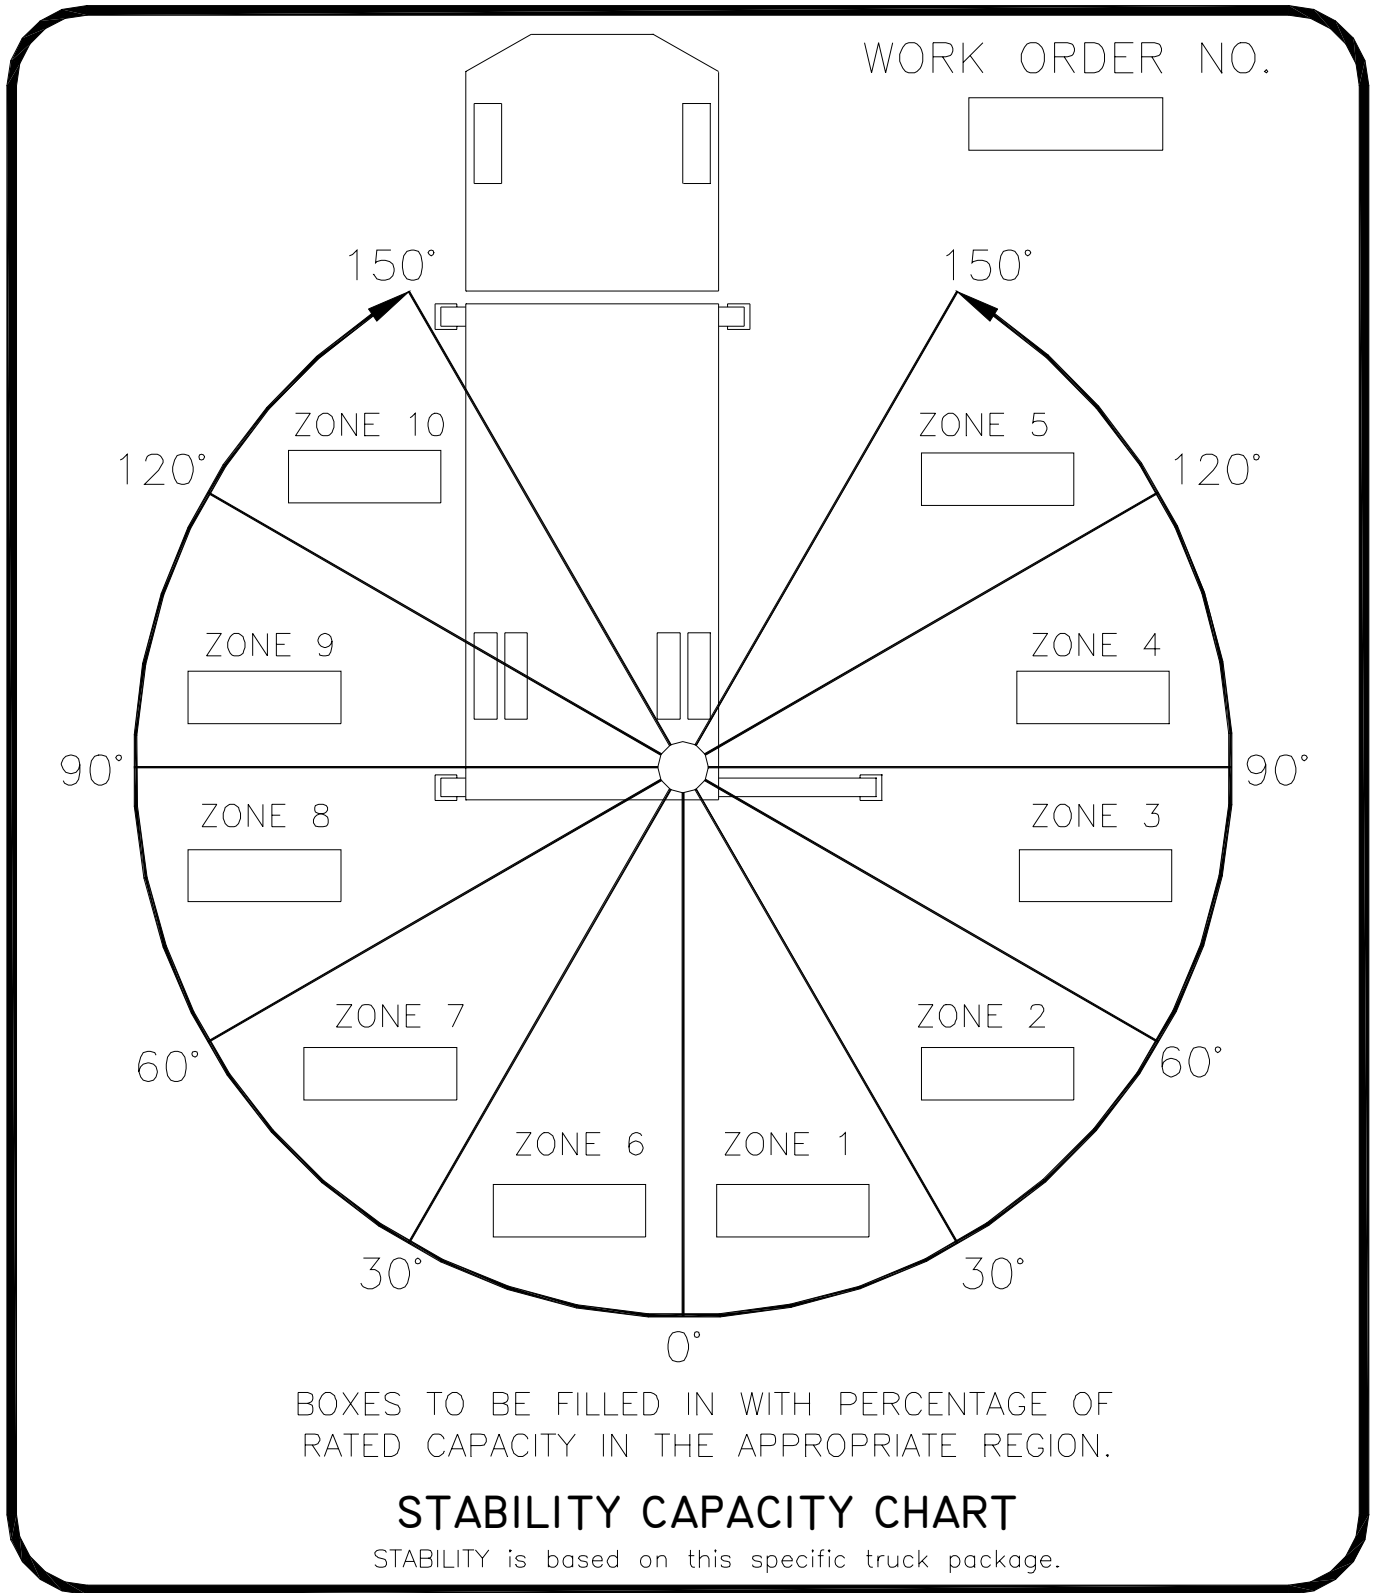 WORK ORDER NO.
150°
150°
ZONE 10
ZONE 5
120°
120°
ZONE 9
ZONE 4
90°
90°
ZONE 8
ZONE 3
ZONE 7
ZONE 2
60°
60°
ZONE 6
ZONE 1
30°
30°
0°
BOXES TO BE FILLED IN WITH PERCENTAGE OF
RATED CAPACITY IN THE APPROPRIATE REGION.
STABILITY CAPACITY CHART
STABILITY is based on this specific truck package.